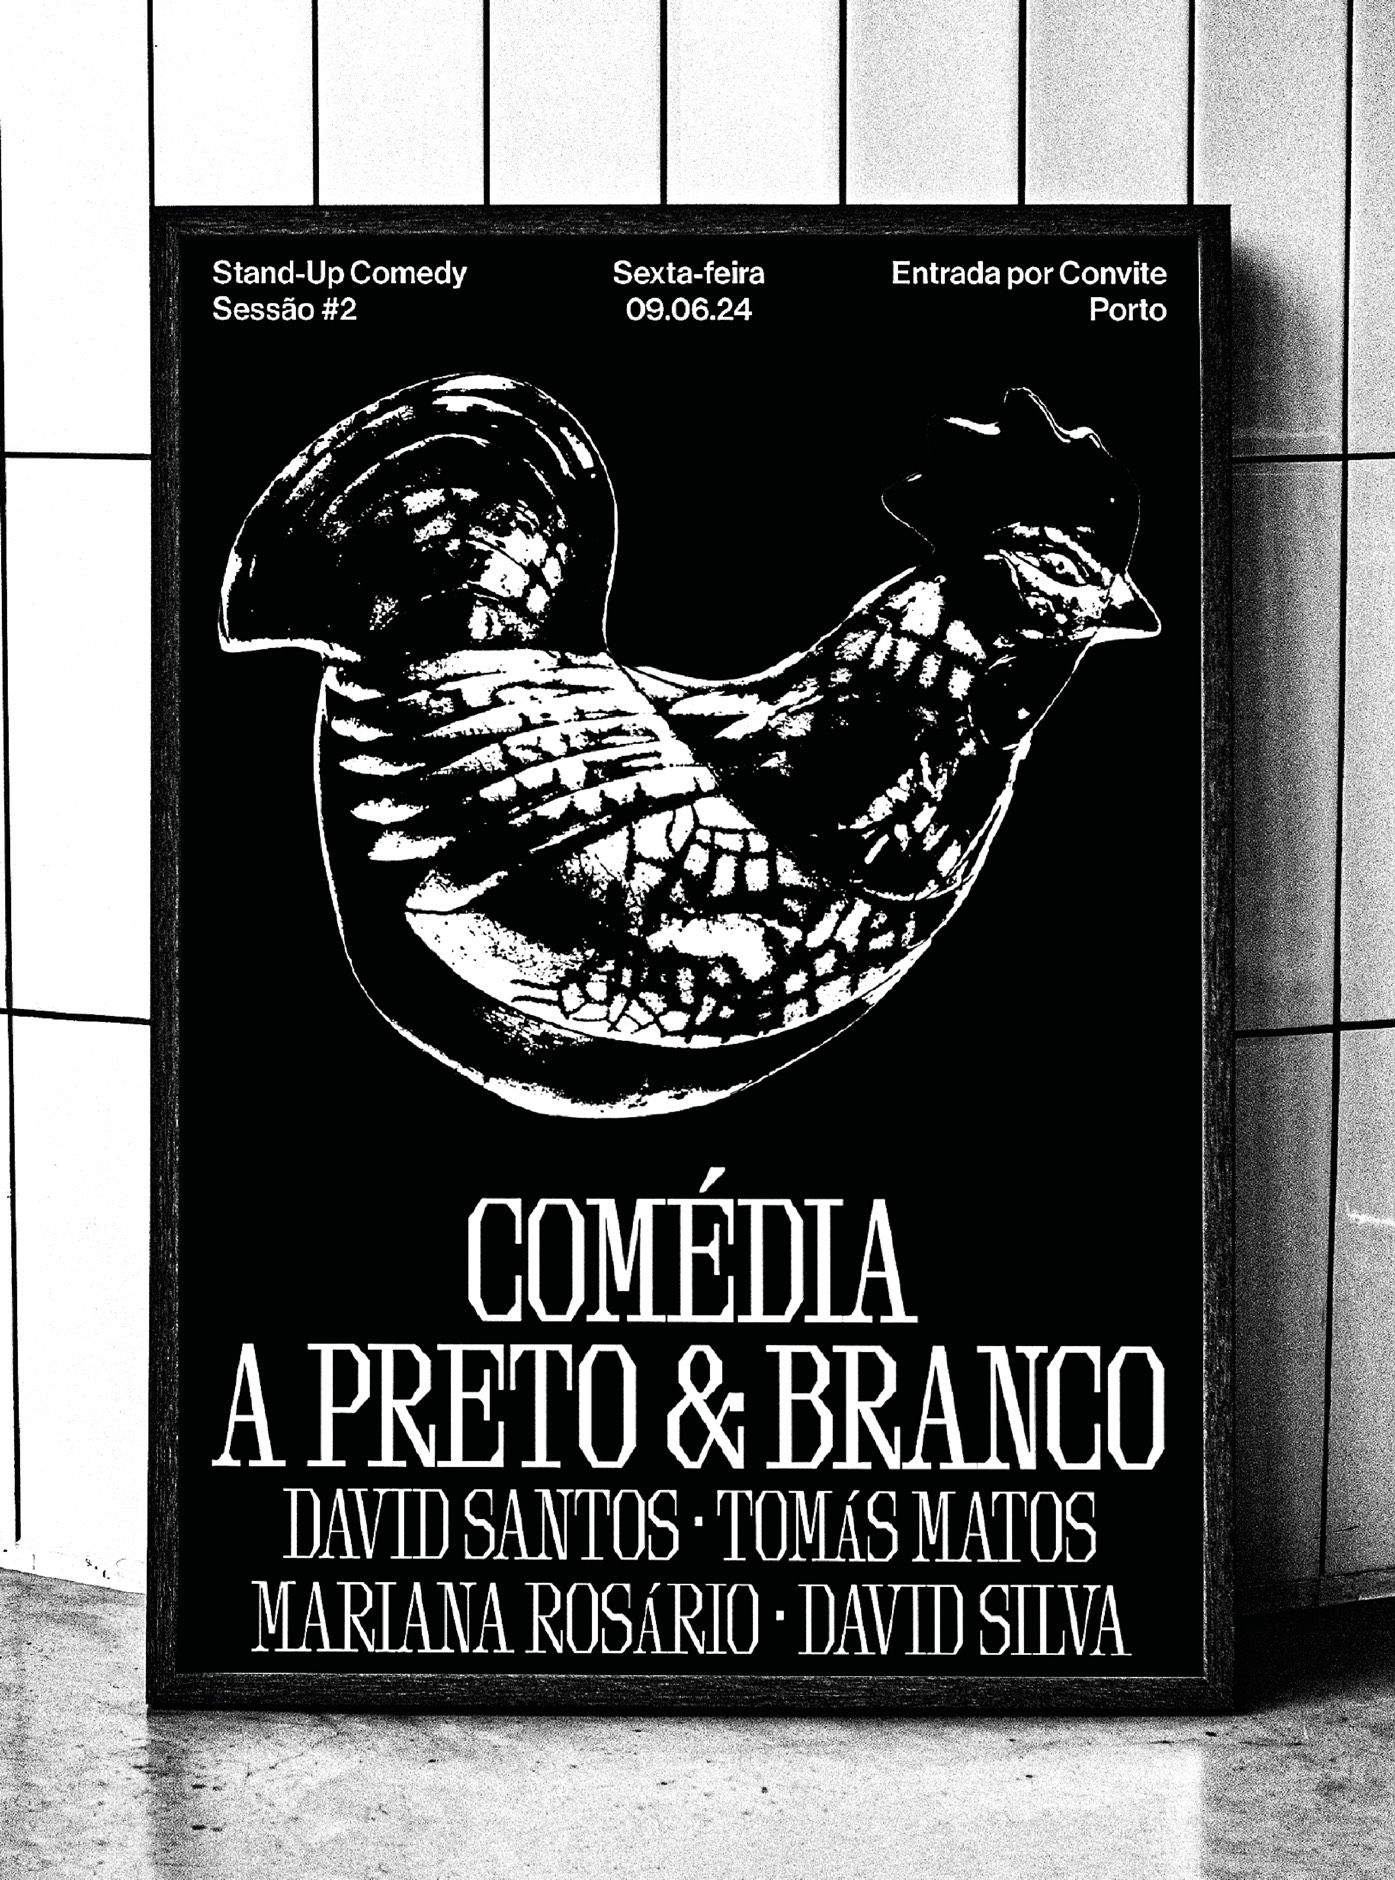 Stand-Up Comedy
Sessão #2
Sexta-feira
09.06.24
Entrada por Convite
Porto
COMÉDIA
A PRETO & BRANCO
DAVID SANTOS · TOMÁS MATOS
MARIANA ROSÁRIO · DAVID SILVA